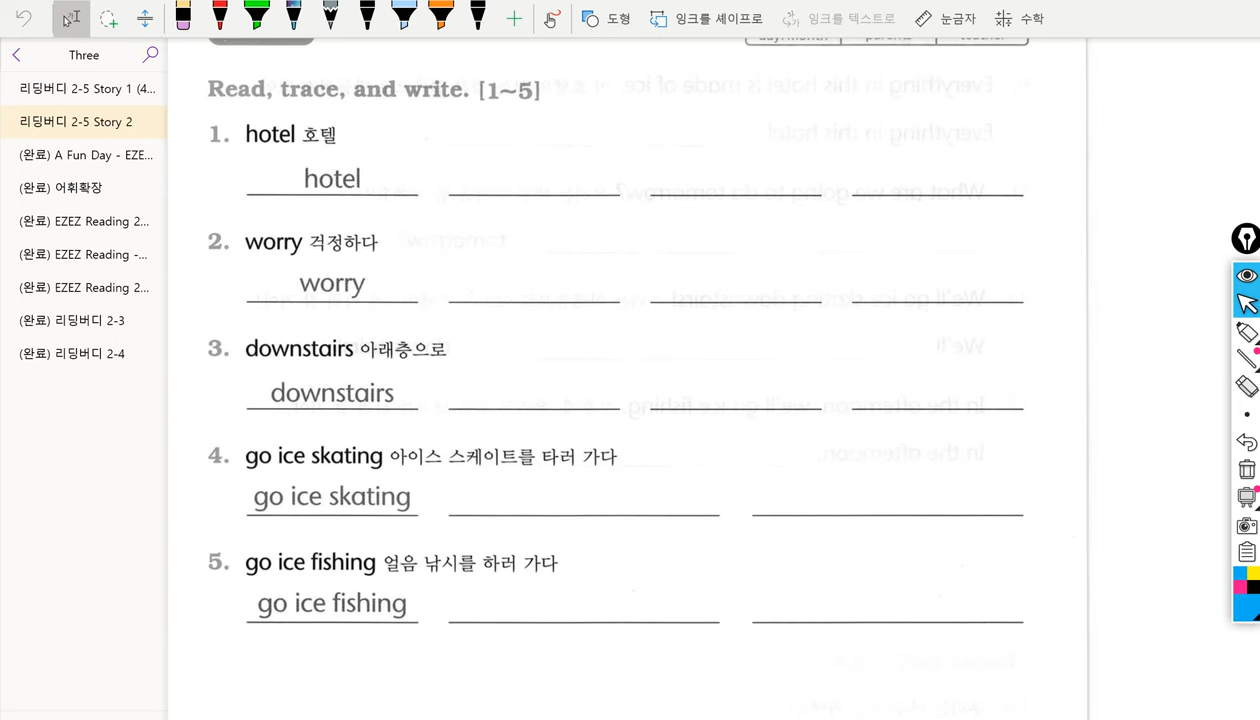 도형
잉크를 셰이프로
잉크를 텍스트로
눈금자
수학
Three
리딩버디 2-5 Story 1 (4...
리딩버디 2-5 Story 2
(완료) A Fun Day - EZE...
(완료) 어휘확장
(완료) EZEZ Reading 2...
(완료) EZEZ Reading -...
(완료) EZEZ Reading 2...
(완료) 리딩버디 2-3
(완료) 리딩버디 2-4
Read, trace, and write. [1~5]
1. hotel 호텔
hotel
2. worry 걱정하다
worry
3. downstairs 아래층으로
downstairs
4. go ice skating 아이스 스케이트를 타러 가다
go ice skating
5. go ice fishing 얼음 낚시를 하러 가다
go ice fishing